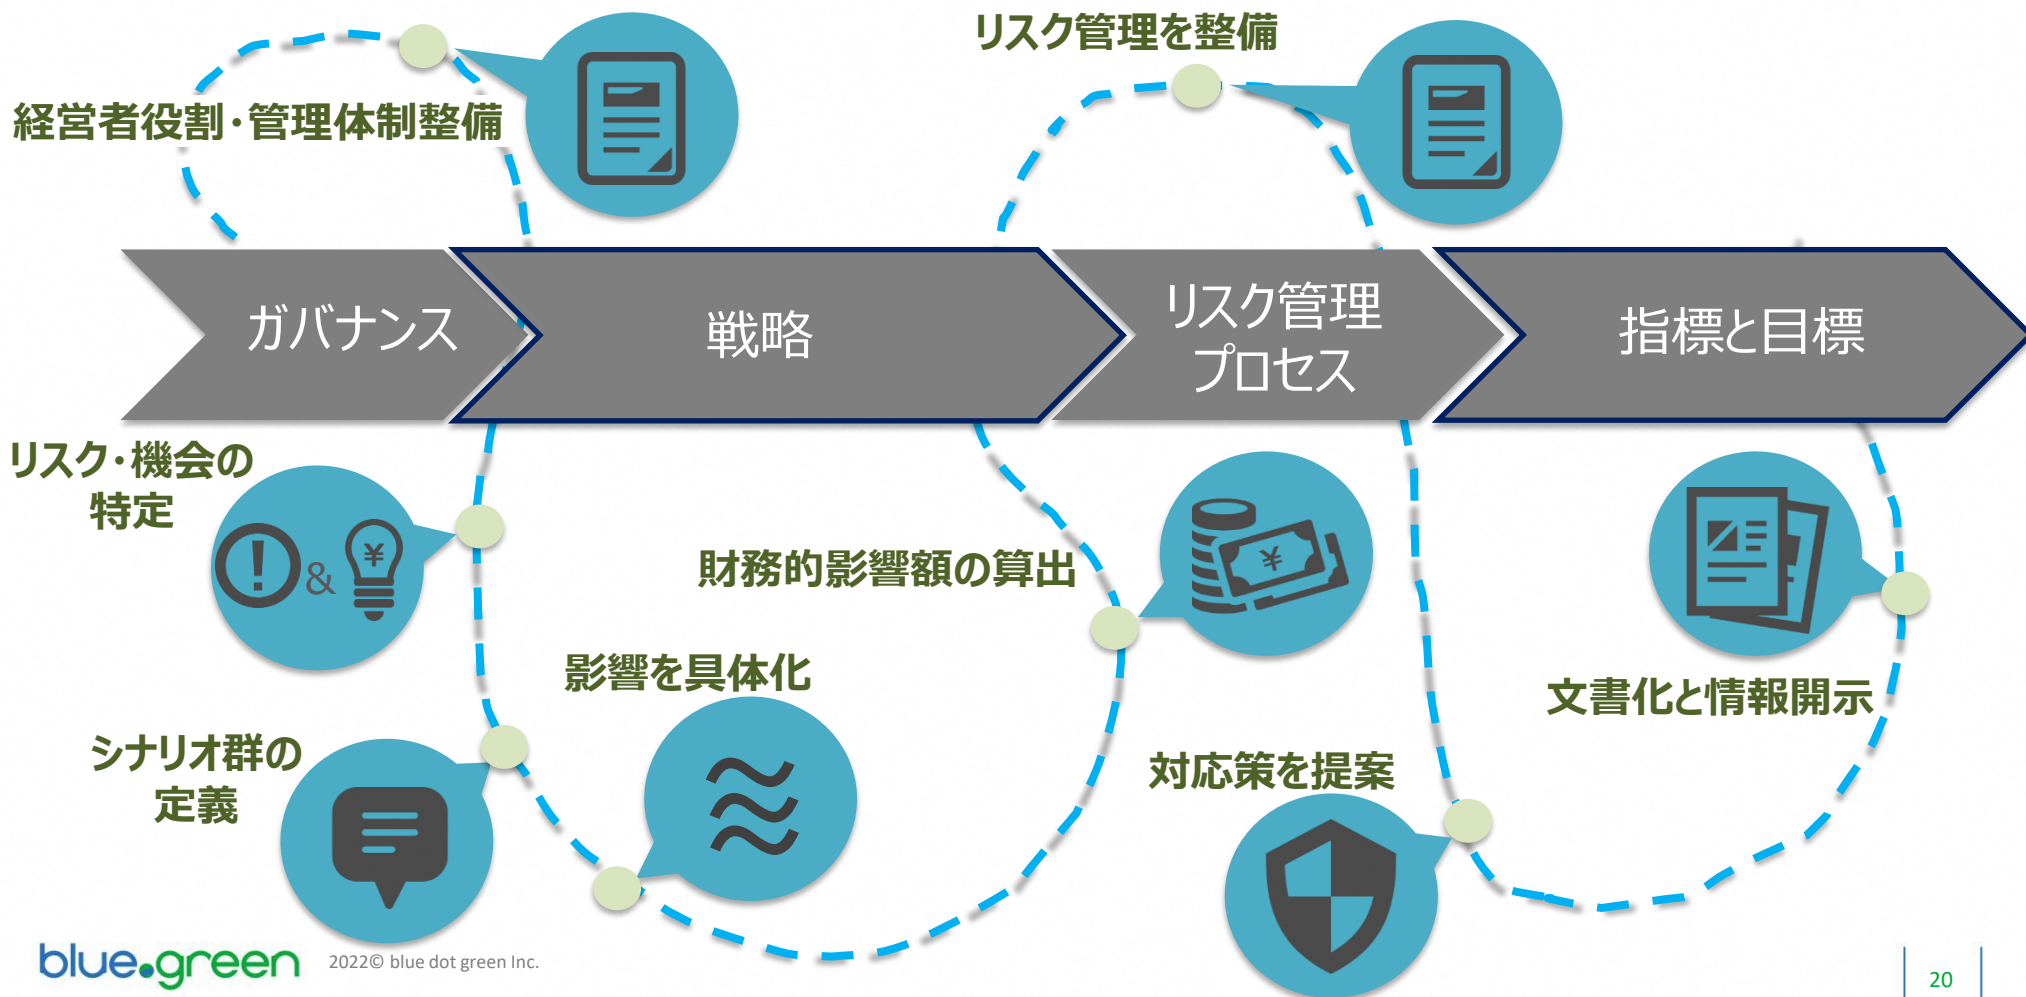 リスク管理を整備
経営者役割・管理体制整備
ガバナンス
戦略
リスク管理
プロセス
指標と目標
リスク・機会の
特定
&
¥
財務的影響額の算出
¥
影響を具体化
文書化と情報開示
シナリオ群の
定義
対応策を提案
blue.green
2022© blue dot green Inc.
20